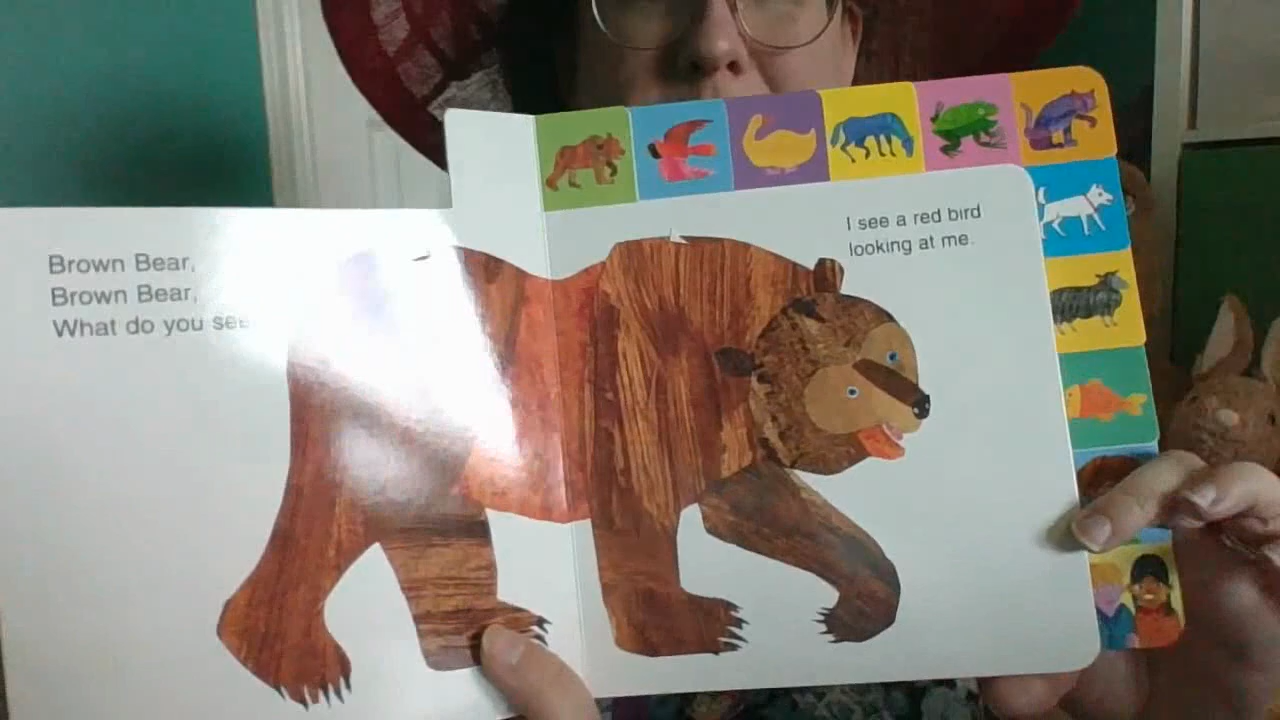 Brown Bear,
Brown Bear,
What do you see
I see a red bird
looking at me.